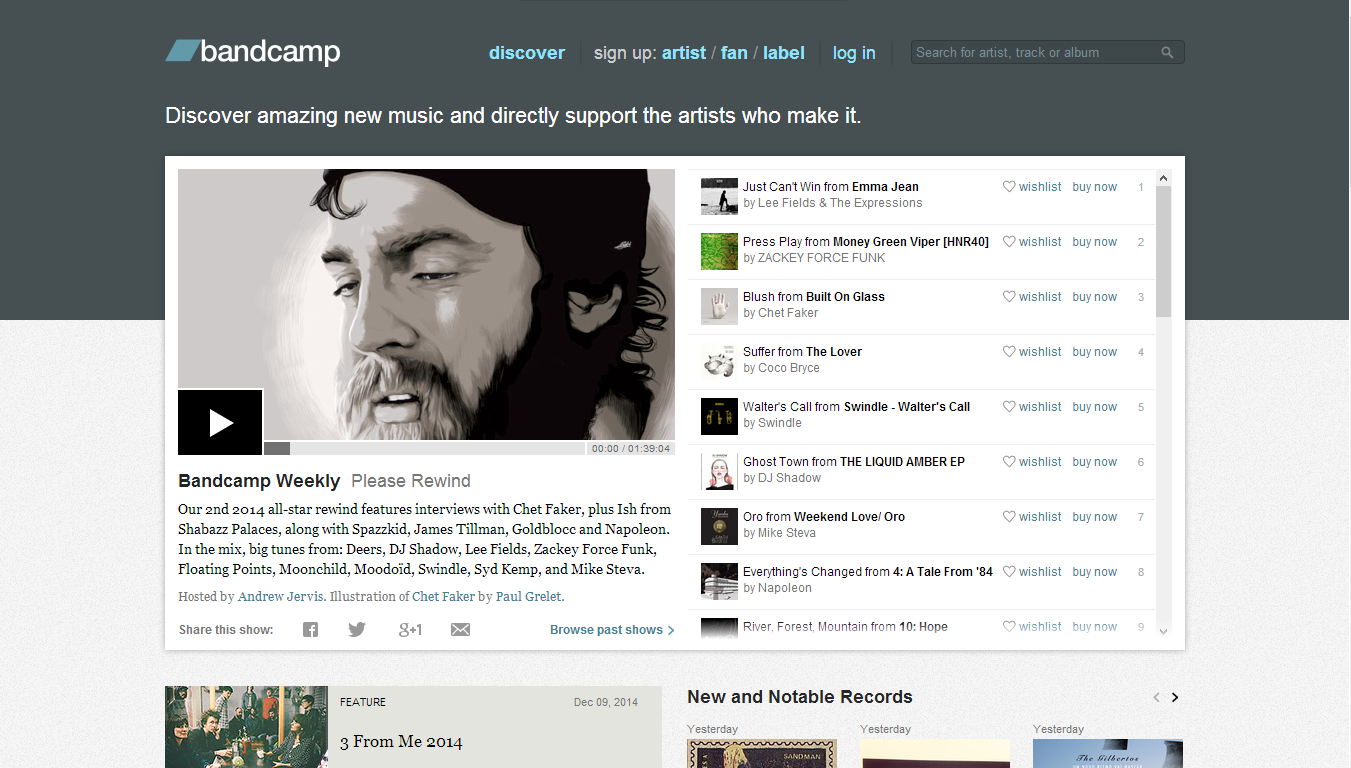 bandcamp
discover sign up: artist / fan / label log in Search for artist, track or album
Discover amazing new music and directly support the artists who make it.
00:00 / 01:39:04
Bandcamp Weekly Please Rewind
Our 2nd 2014 all-star rewind features interviews with Chet Faker, plus Ish from
Shabazz Palaces, along with Spazzkid, James Tillman, Goldblocc and Napoleon.
In the mix, big tunes from: Deers, DJ Shadow, Lee Fields, Zackey Force Funk,
Floating Points, Moonchild, Moodoïd, Swindle, Syd Kemp, and Mike Steva.
Hosted by Andrew Jervis. Illustration of Chet Faker by Paul Grelet.
Share this show: g+1 Browse past shows
Just Can't Win from Emma Jean wishlist buy now 1
by Lee Fields & The Expressions
Press Play from Money Green Viper [HNR40] wishlist buy now 2
by ZACKEY FORCE FUNK
Blush from Built On Glass wishlist buy now 3
by Chet Faker
Suffer from The Lover wishlist buy now 4
by Coco Bryce
Walter's Call from Swindle - Walter's Call wishlist buy now 5
by Swindle
Ghost Town from THE LIQUID AMBER EP wishlist buy now 6
by DJ Shadow
Oro from Weekend Love/ Oro wishlist buy now 7
by Mike Steva
Everything's Changed from 4: A Tale From '84 wishlist buy now 8
by Napoleon
River, Forest, Mountain from 10: Hope wishlist buy now 9
FEATURE Dec 09, 2014
3 From Me 2014
New and Notable Records
Yesterday
SANDMAN
Yesterday
Yesterday
The Gilbertos